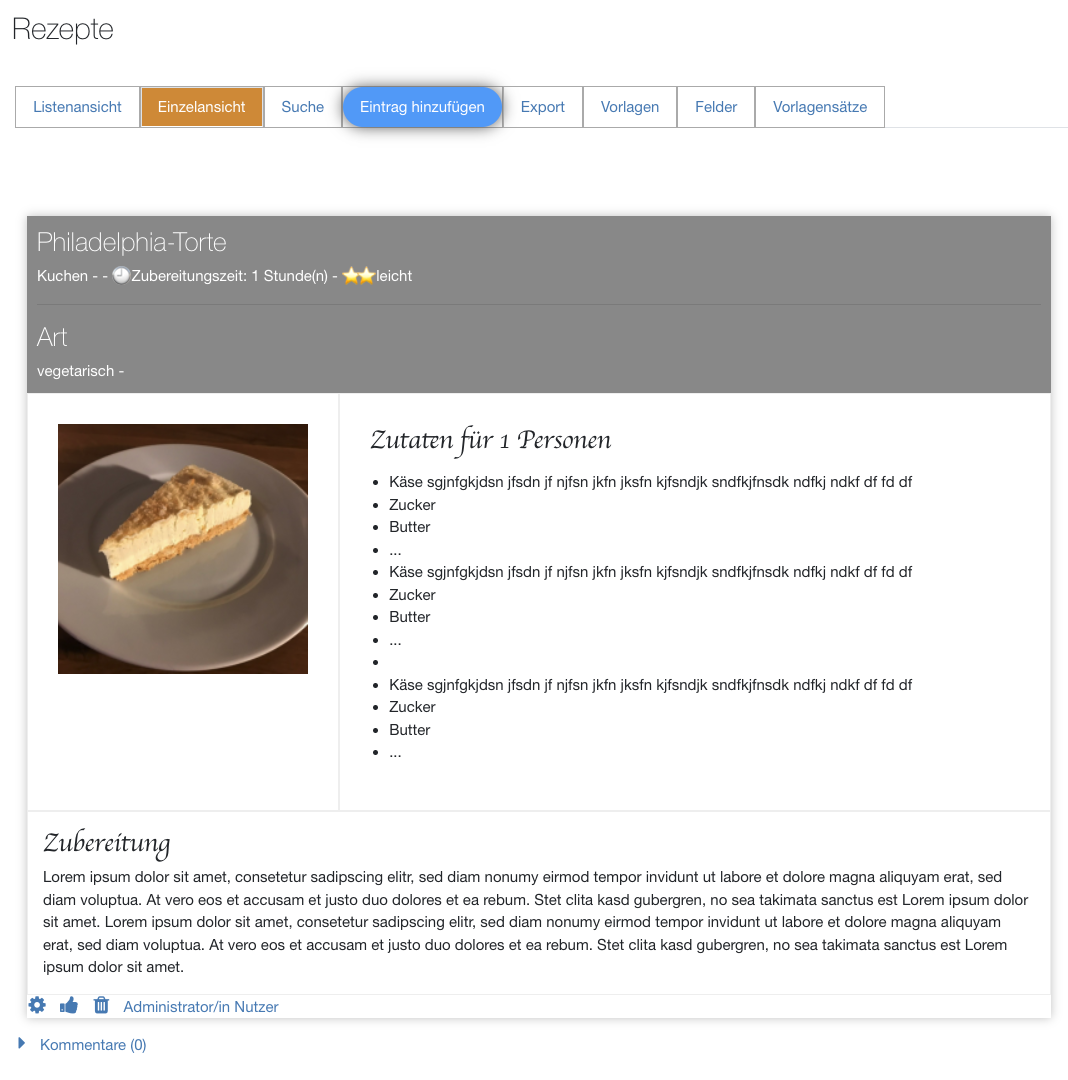 Rezepte
Listenansicht Einzelansicht Suche Eintrag hinzufügen Export Vorlagen Felder Vorlagensätze
Philadelphia-Torte
Kuchen - - 🕘Zubereitungszeit: 1 Stunde(n) - ⭐⭐leicht
Art
vegetarisch -
Zutaten für 1 Personen
• Käse sgjnfgkjdsn jfsdn jf njfsn jkfn jksfn kjfsndjk sndfkjfnsdk ndfkj ndkf df fd df
• Zucker
• Butter
• ...
• Käse sgjnfgkjdsn jfsdn jf njfsn jkfn jksfn kjfsndjk sndfkjfnsdk ndfkj ndkf df fd df
• Zucker
• Butter
• ...
•
• Käse sgjnfgkjdsn jfsdn jf njfsn jkfn jksfn kjfsndjk sndfkjfnsdk ndfkj ndkf df fd df
• Zucker
• Butter
• ...
Zubereitung
Lorem ipsum dolor sit amet, consetetur sadipscing elitr, sed diam nonumy eirmod tempor invidunt ut labore et dolore magna aliquyam erat, sed
diam voluptua. At vero eos et accusam et justo duo dolores et ea rebum. Stet clita kasd gubergren, no sea takimata sanctus est Lorem ipsum dolor
sit amet. Lorem ipsum dolor sit amet, consetetur sadipscing elitr, sed diam nonumy eirmod tempor invidunt ut labore et dolore magna aliquyam
erat, sed diam voluptua. At vero eos et accusam et justo duo dolores et ea rebum. Stet clita kasd gubergren, no sea takimata sanctus est Lorem
ipsum dolor sit amet.
Administrator/in Nutzer
Kommentare (0)